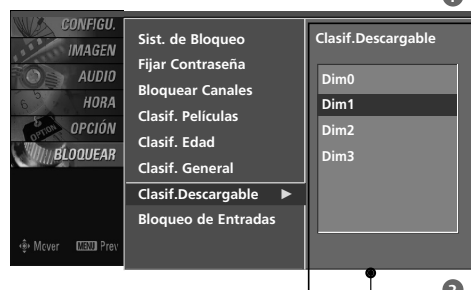 CONFIGU.
IMAGEN
AUDIO
HORA
OPCIÓN
BLOQUEAR
Mover MENU Prev
Sist. de Bloqueo
Fijar Contraseña
Bloquear Canales
Clasif. Películas
Clasif. Edad
Clasif. General
Clasif.Descargable ▶
Bloqueo de Entradas
Clasif.Descargable
Dim0
Dim1
Dim2
Dim3